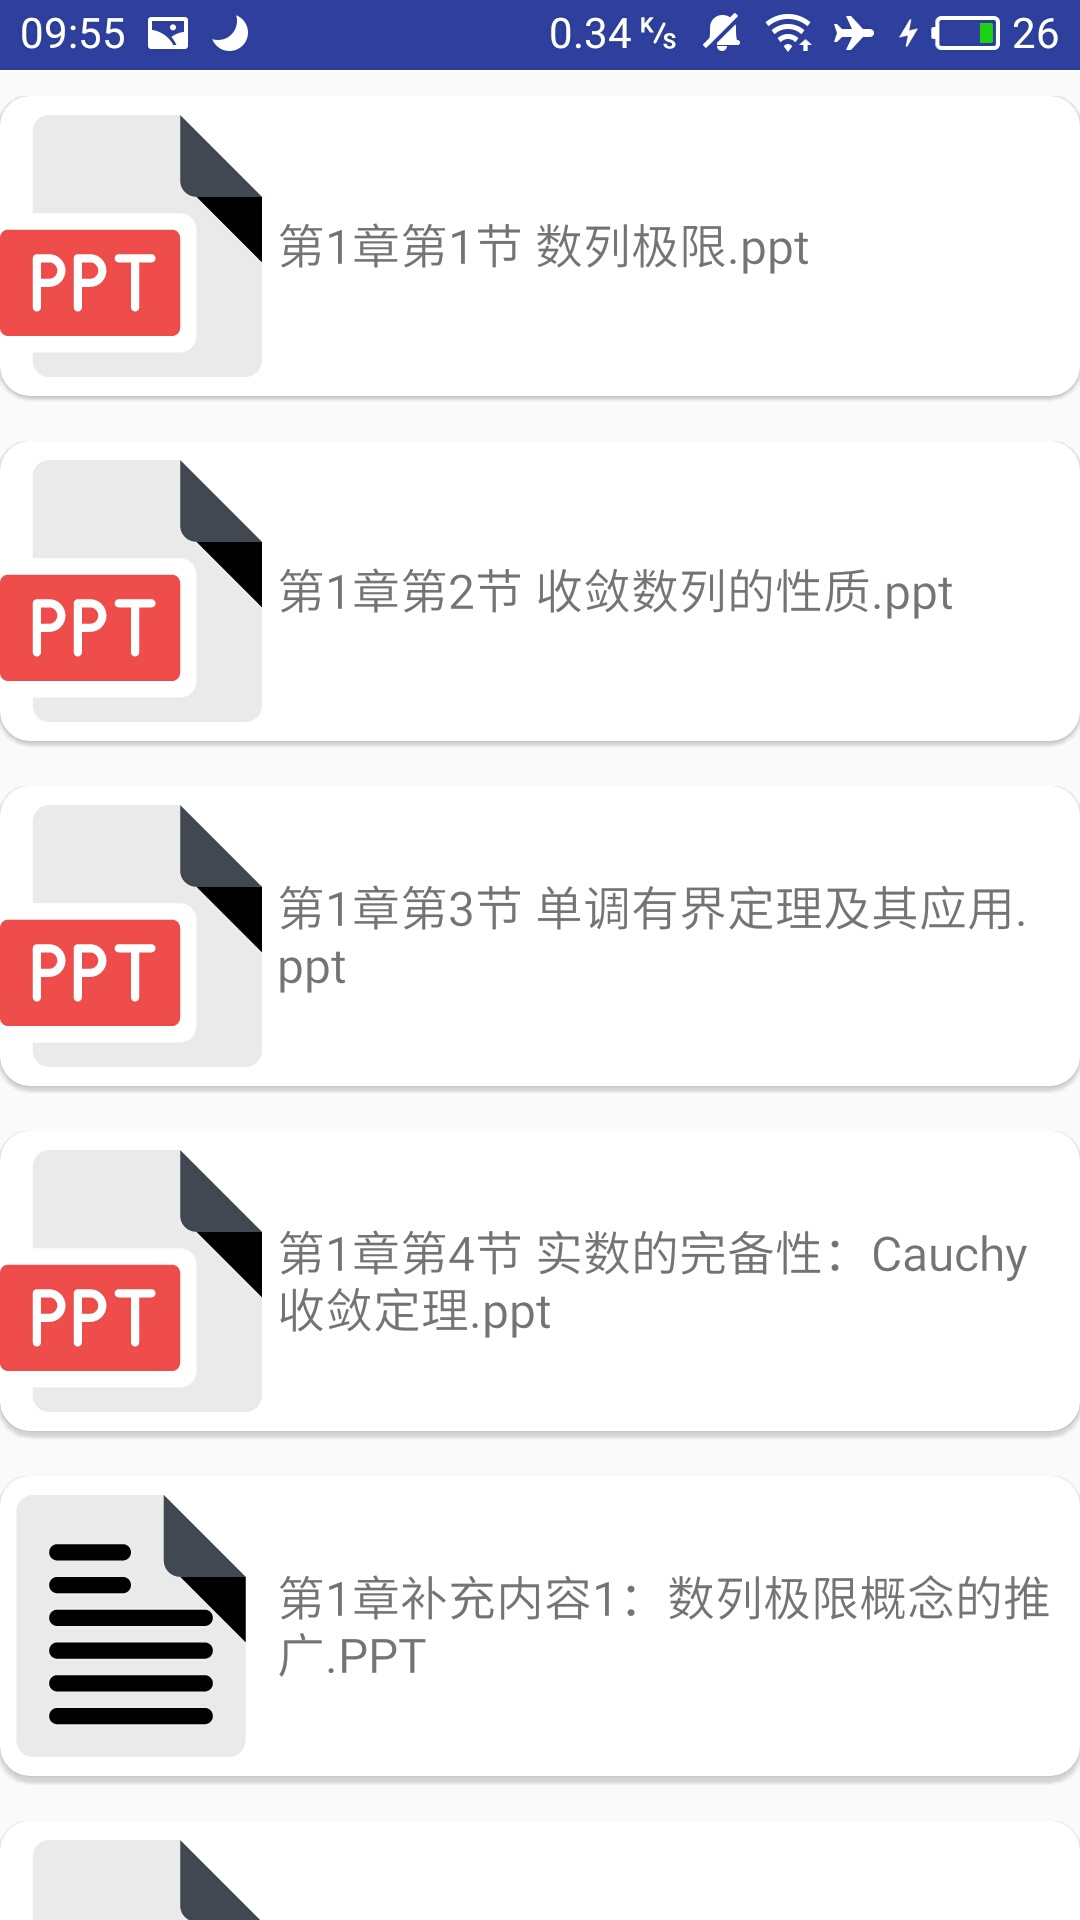 09:55 0.34 K/s 26
PPT 第1章第1节 数列极限.ppt
PPT 第1章第2节 收敛数列的性质.ppt
PPT 第1章第3节 单调有界定理及其应用.
ppt
PPT 第1章第4节 实数的完备性：Cauchy
收敛定理.ppt
第1章补充内容1：数列极限概念的推
广.PPT